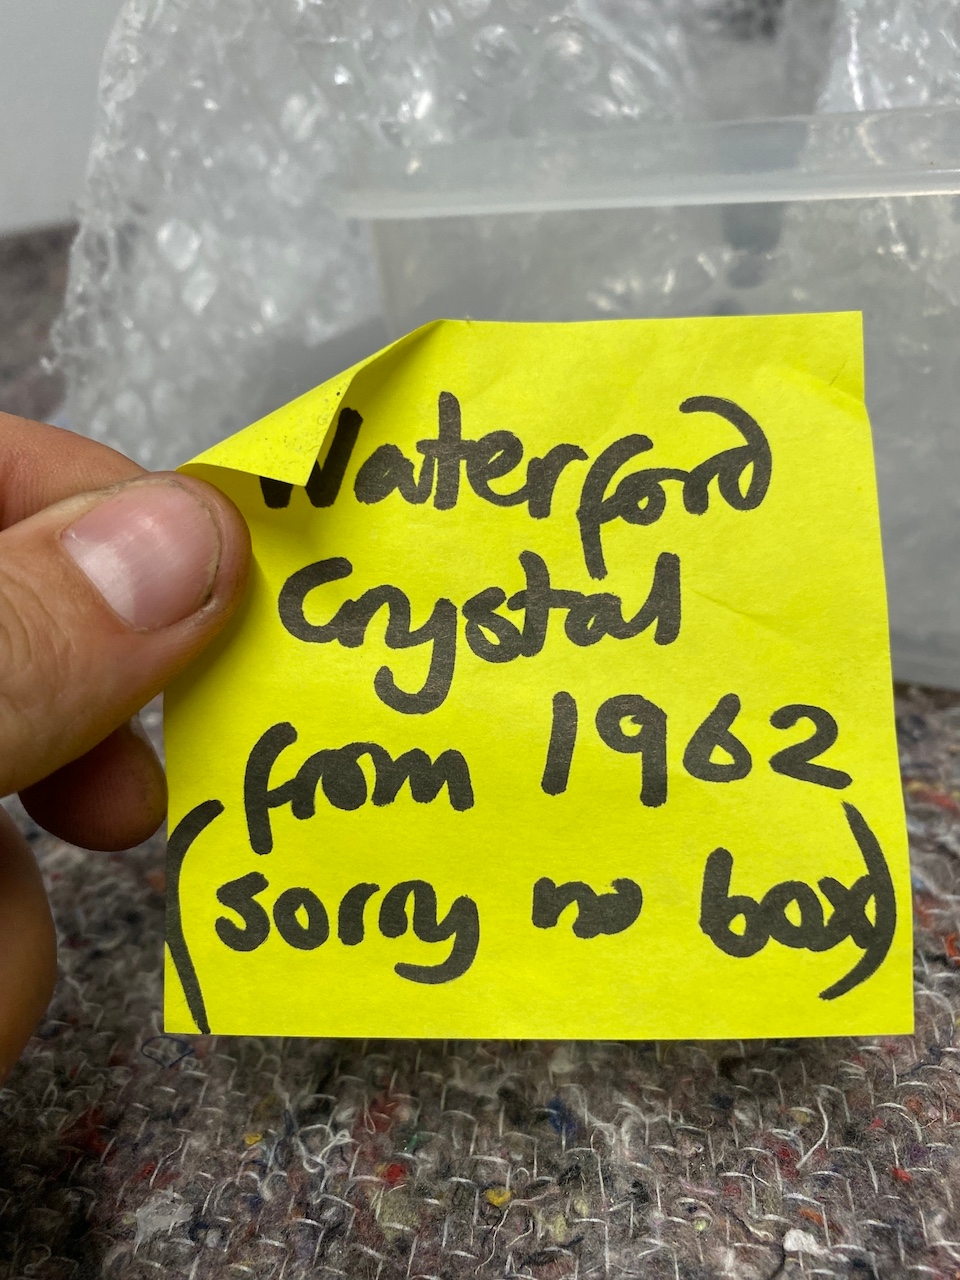 Waterford
Crystal
from 1962
(sorry no box)